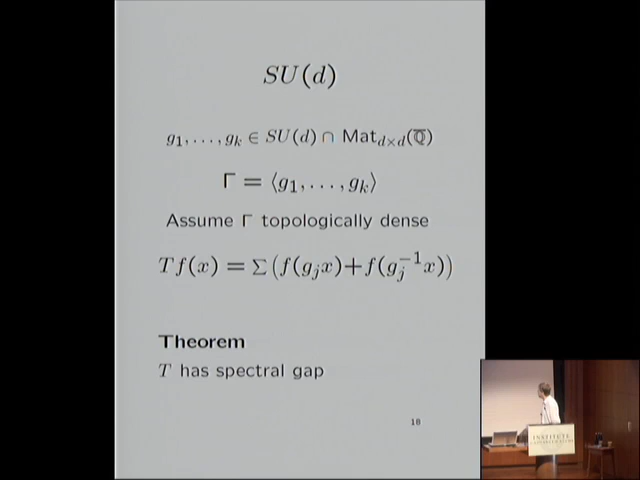 SU(d)
g₁, . . . , gₖ ∈ SU(d) ∩ Mat_{d×d}(ℚ̅)
Γ = ⟨g₁, . . . , gₖ⟩
Assume Γ topologically dense
Tf(x) = Σ(f(gⱼx)+f(gⱼ⁻¹x))
Theorem
T has spectral gap
18
INSTITUTE